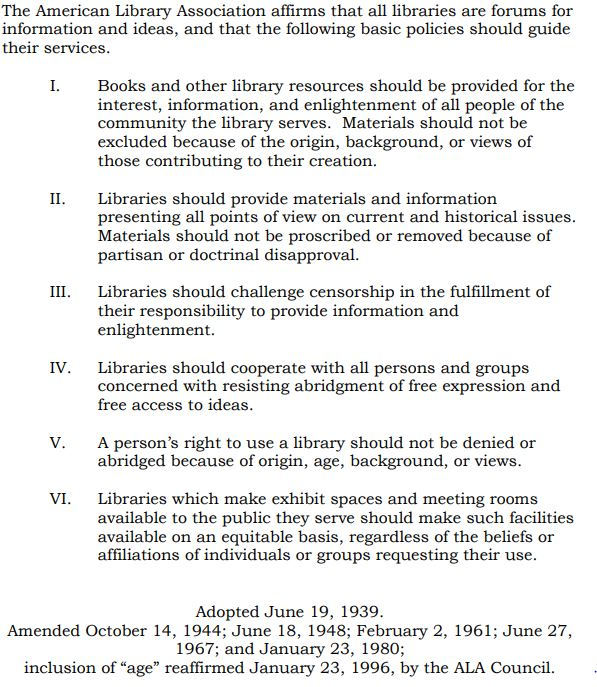 The American Library Association affirms that all libraries are forums for
information and ideas, and that the following basic policies should guide
their services.
I. Books and other library resources should be provided for the
interest, information, and enlightenment of all people of the
community the library serves. Materials should not be
excluded because of the origin, background, or views of
those contributing to their creation.
II. Libraries should provide materials and information
presenting all points of view on current and historical issues.
Materials should not be proscribed or removed because of
partisan or doctrinal disapproval.
III. Libraries should challenge censorship in the fulfillment of
their responsibility to provide information and
enlightenment.
IV. Libraries should cooperate with all persons and groups
concerned with resisting abridgment of free expression and
free access to ideas.
V. A person’s right to use a library should not be denied or
abridged because of origin, age, background, or views.
VI. Libraries which make exhibit spaces and meeting rooms
available to the public they serve should make such facilities
available on an equitable basis, regardless of the beliefs or
affiliations of individuals or groups requesting their use.
Adopted June 19, 1939.
Amended October 14, 1944; June 18, 1948; February 2, 1961; June 27,
1967; and January 23, 1980;
inclusion of “age” reaffirmed January 23, 1996, by the ALA Council.